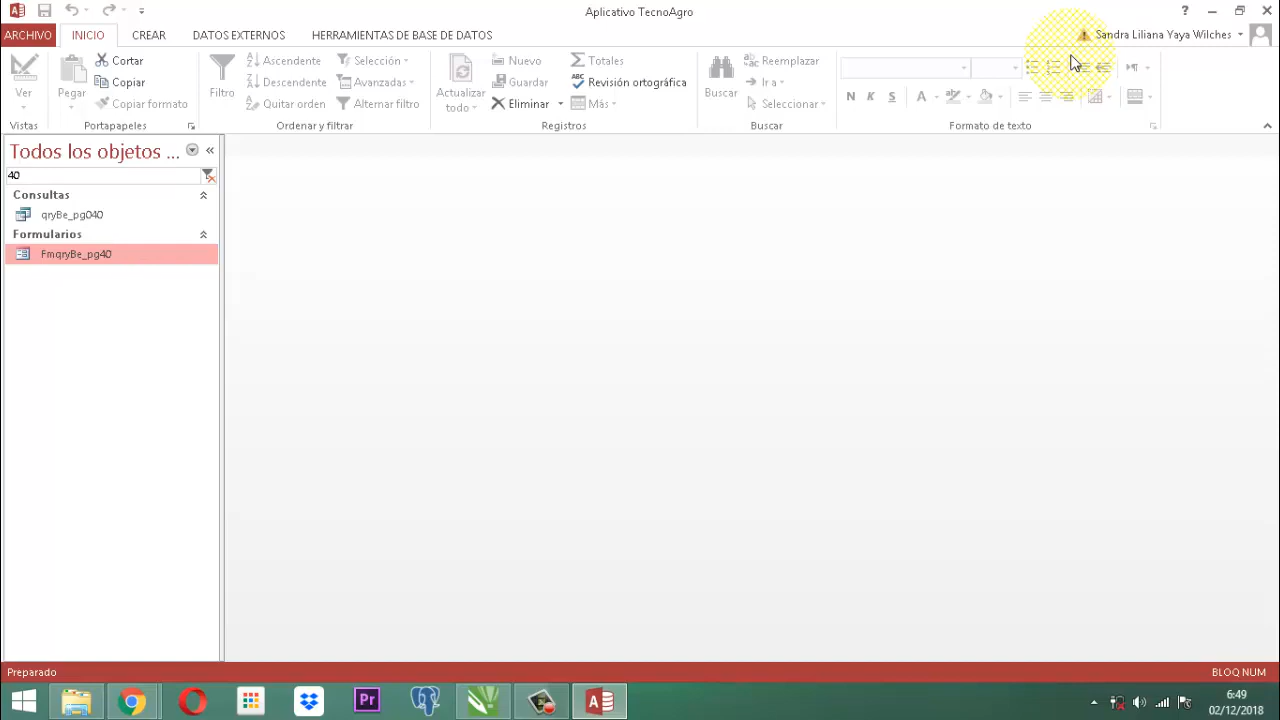 Aplicativo TecnoAgro
ARCHIVO INICIO CREAR DATOS EXTERNOS HERRAMIENTAS DE BASE DE DATOS Sandra Liliana Yaya Wilches
Ver
Vistas
Pegar
Cortar
Copiar
Copiar formato
Portapapeles
Filtro
Ascendente
Descendente
Quitar orden
Selección
Avanzadas
Ordenar y filtrar
Actualizar
todo
Nuevo
Guardar
Eliminar
Totales
Revisión ortográfica
Más
Registros
Buscar
Reemplazar
Ir a
Seleccionar
Buscar
N K S A
Formato de texto
Todos los objetos ...
40
Consultas
qryBe_pg040
Formularios
FmqryBe_pg40
Preparado
BLOQ NUM
Pr
6:49
02/12/2018